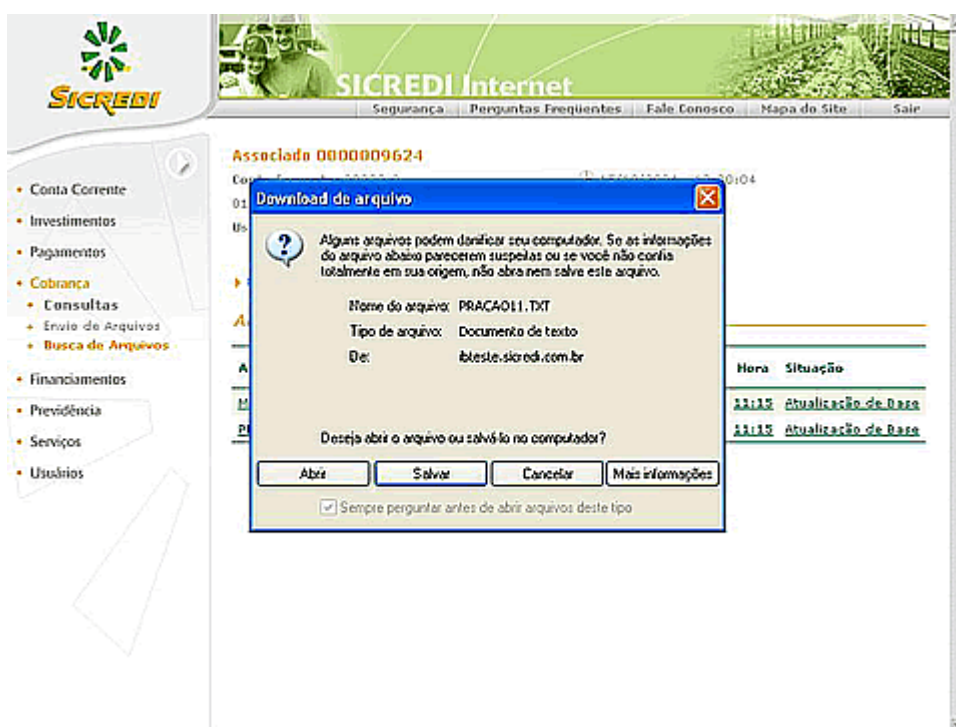 SICREDI
SICREDI Internet
Segurança Perguntas Freqüentes Fale Conosco Mapa do Site Sair
Associado 0000009624
Conta Corrente
Investimentos
Pagamentos
Cobrança
Consultas
Envio de Arquivos
Busca de Arquivos
Financiamentos
Previdência
Serviços
Usuários
Download de arquivo
Alguns arquivos podem danificar seu computador. Se as informações
do arquivo abaixo parecerem suspeitas ou se você não confia
totalmente em sua origem, não abra nem salve este arquivo.
Nome do arquivo: PRACAO11.TXT
Tipo de arquivo: Documento de texto
De: ibteste.sicredi.com.br
Deseja abrir o arquivo ou salvá-lo no computador?
Abrir Salvar Cancelar Mais informações
Sempre perguntar antes de abrir arquivos deste tipo
Hora Situação
11:15 Atualização de Base
11:15 Atualização de Base